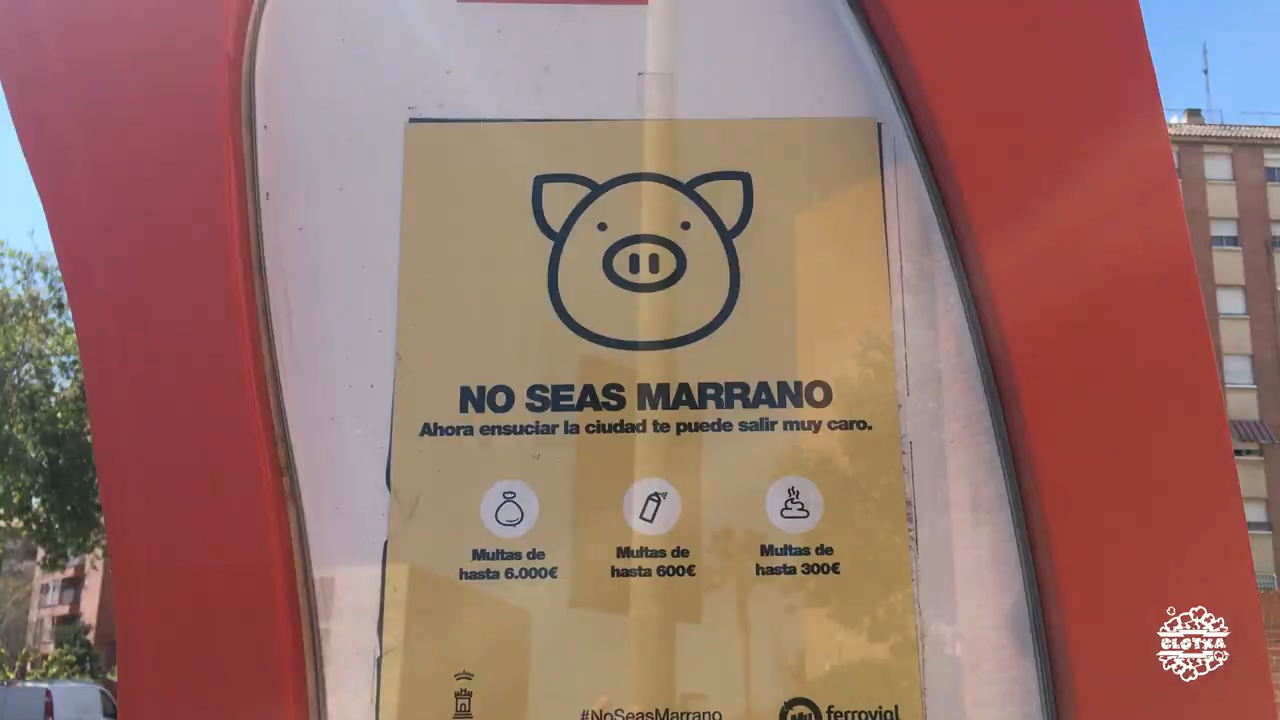 NO SEAS MARRANO
Ahora ensuciar la ciudad te puede salir muy caro.
Multas de
hasta 6.000€
Multas de
hasta 600€
Multas de
hasta 300€
#NoSeasMarrano
ferrovial
CLOTXA